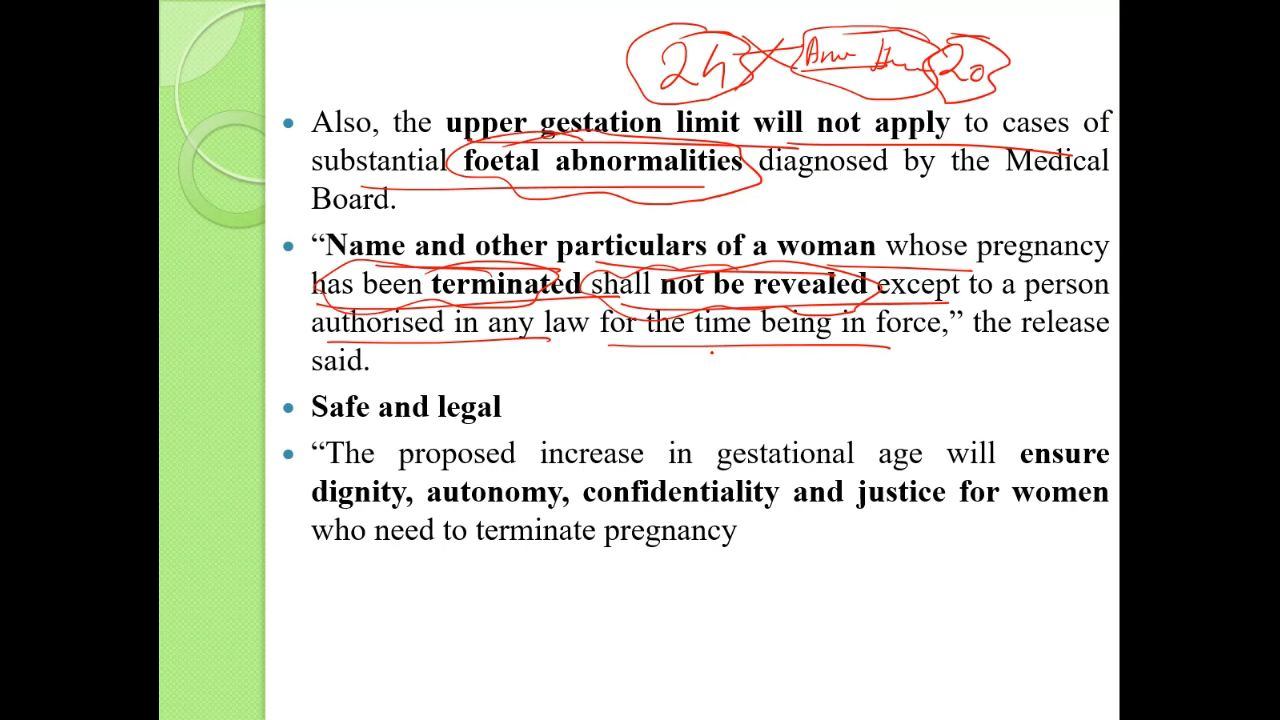 24 20
Also, the upper gestation limit will not apply to cases of
substantial foetal abnormalities diagnosed by the Medical
Board.
“Name and other particulars of a woman whose pregnancy
has been terminated shall not be revealed except to a person
authorised in any law for the time being in force,” the release
said.
Safe and legal
“The proposed increase in gestational age will ensure
dignity, autonomy, confidentiality and justice for women
who need to terminate pregnancy